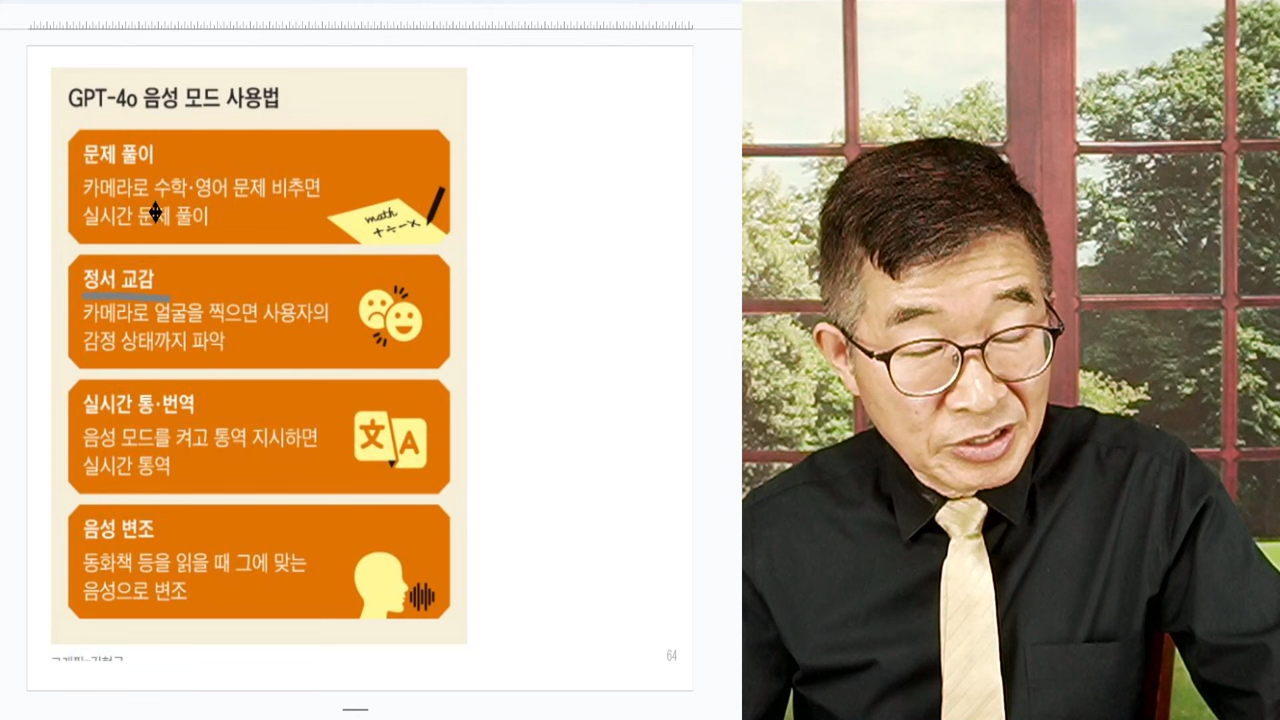 GPT-4o 음성 모드 사용법
문제 풀이
카메라로 수학·영어 문제 비추면
실시간 문제 풀이
math
+÷-×
정서 교감
카메라로 얼굴을 찍으면 사용자의
감정 상태까지 파악
실시간 통·번역
음성 모드를 켜고 통역 지시하면
실시간 통역
文 A
음성 변조
동화책 등을 읽을 때 그에 맞는
음성으로 변조
64